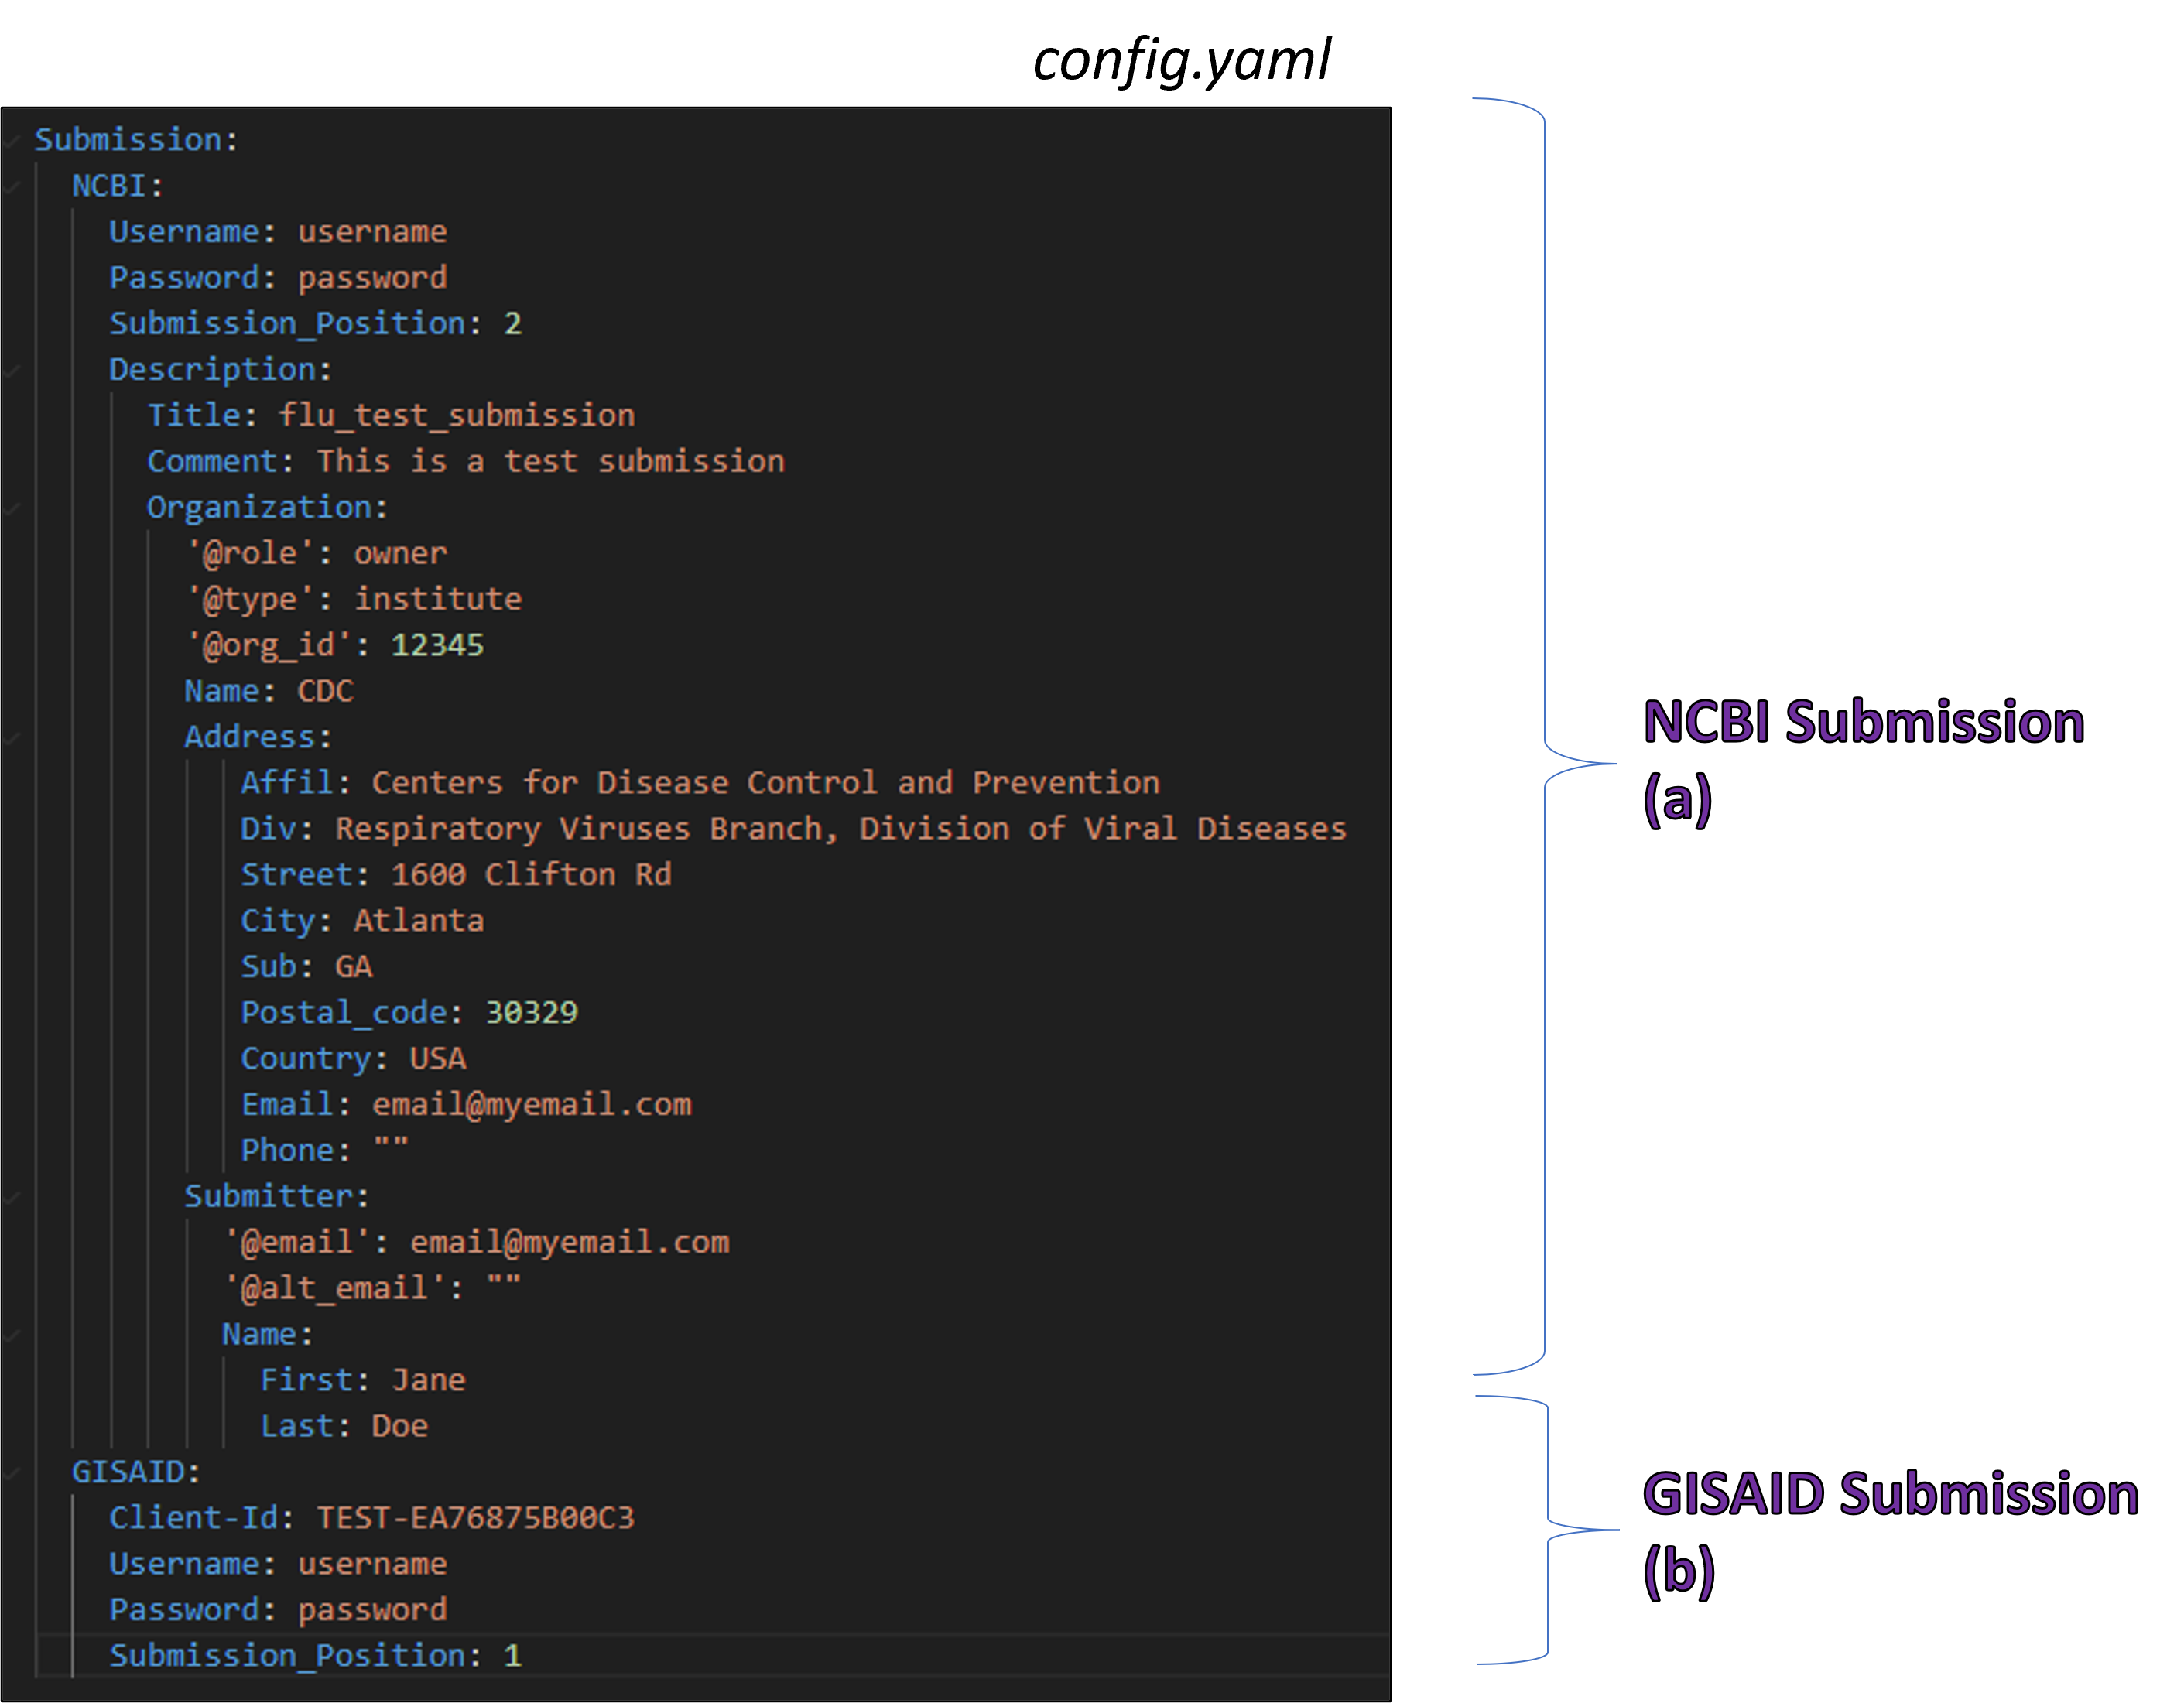 config.yaml
Submission:
NCBI:
Username: username
Password: password
Submission_Position: 2
Description:
Title: flu_test_submission
Comment: This is a test submission
Organization:
'@role': owner
'@type': institute
'@org_id': 12345
Name: CDC
Address:
Affil: Centers for Disease Control and Prevention
Div: Respiratory Viruses Branch, Division of Viral Diseases
Street: 1600 Clifton Rd
City: Atlanta
Sub: GA
Postal_code: 30329
Country: USA
Email: email@myemail.com
Phone: ""
Submitter:
'@email': email@myemail.com
'@alt_email': ""
Name:
First: Jane
Last: Doe
GISAID:
Client-Id: TEST-EA76875B00C3
Username: username
Password: password
Submission_Position: 1
NCBI Submission
(a)
GISAID Submission
(b)